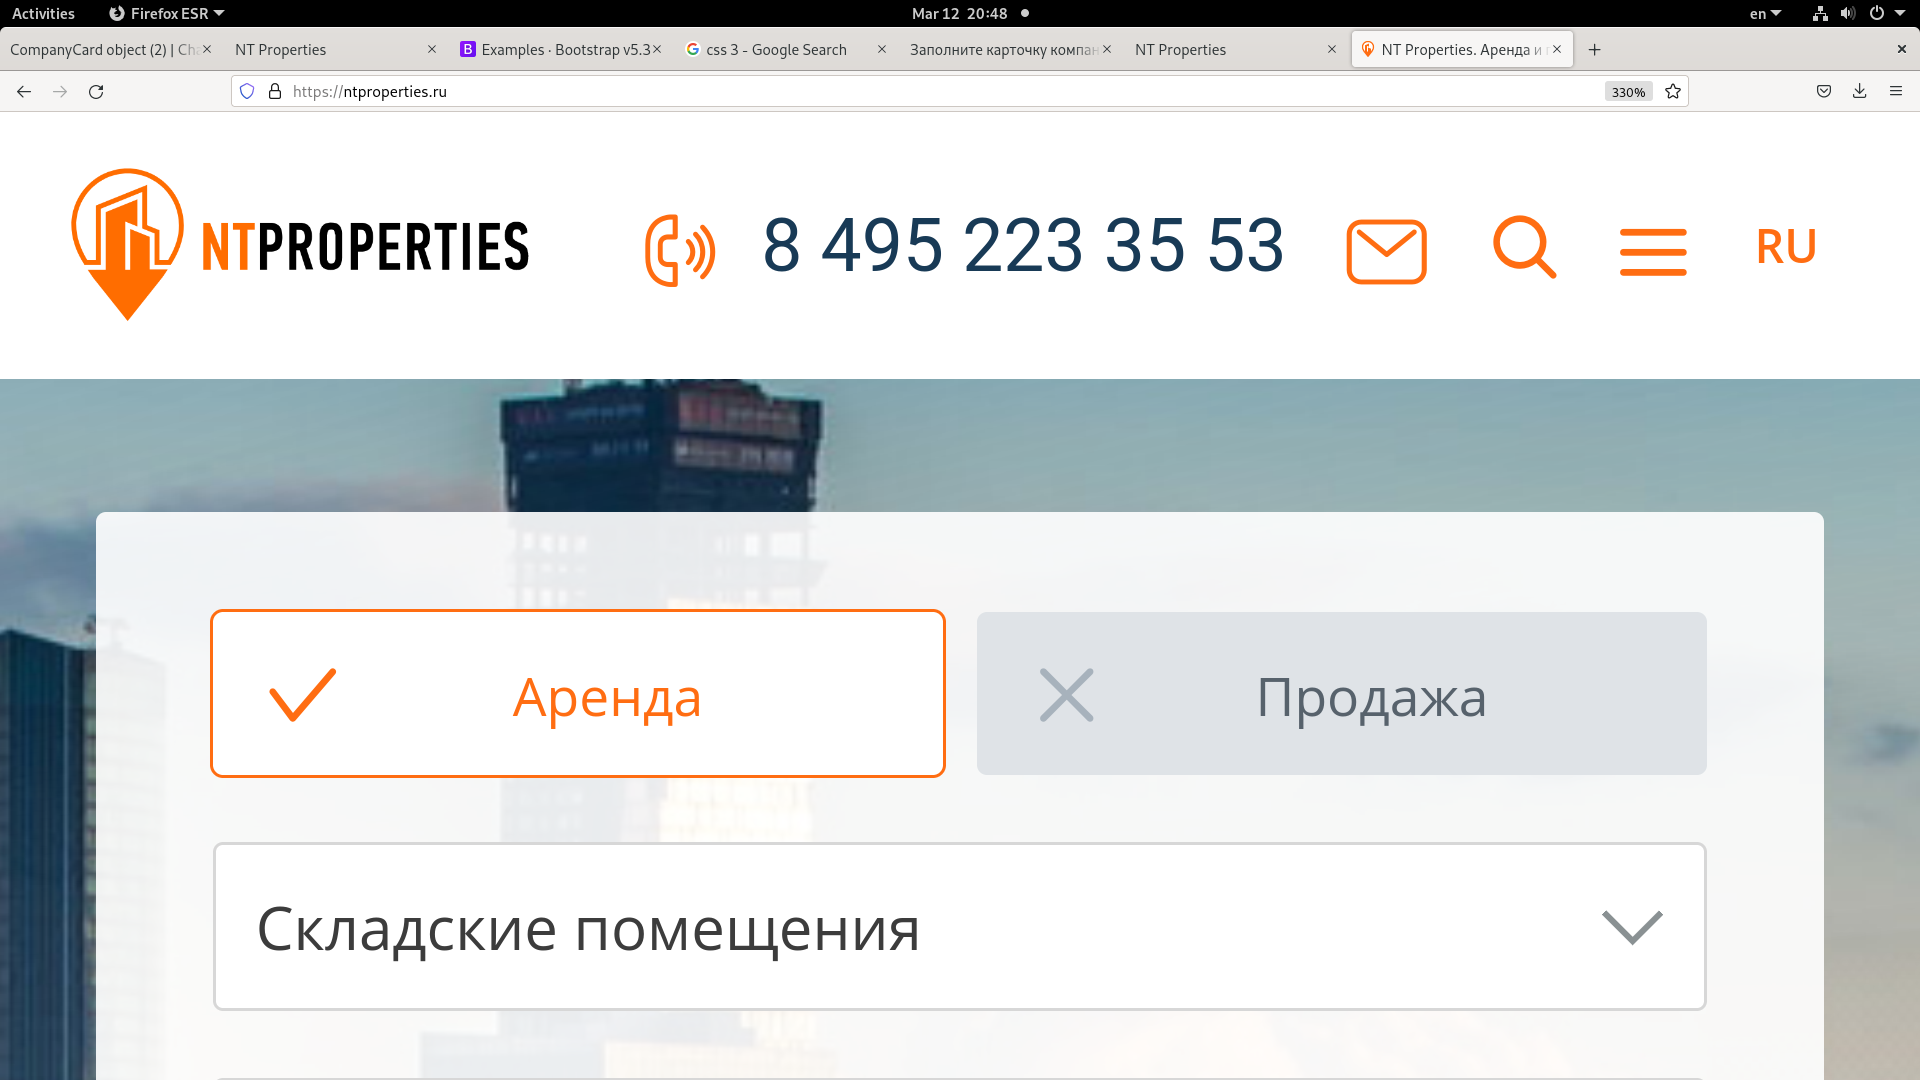 Activities Firefox ESR Mar 12 20:48 en
CompanyCard object (2) | Ch NT Properties Examples · Bootstrap v5.3 css 3 - Google Search Заполните карточку компан NT Properties NT Properties. Аренда и
https://ntproperties.ru 330%
NTPROPERTIES 8 495 223 35 53 RU
Аренда Продажа
Складские помещения